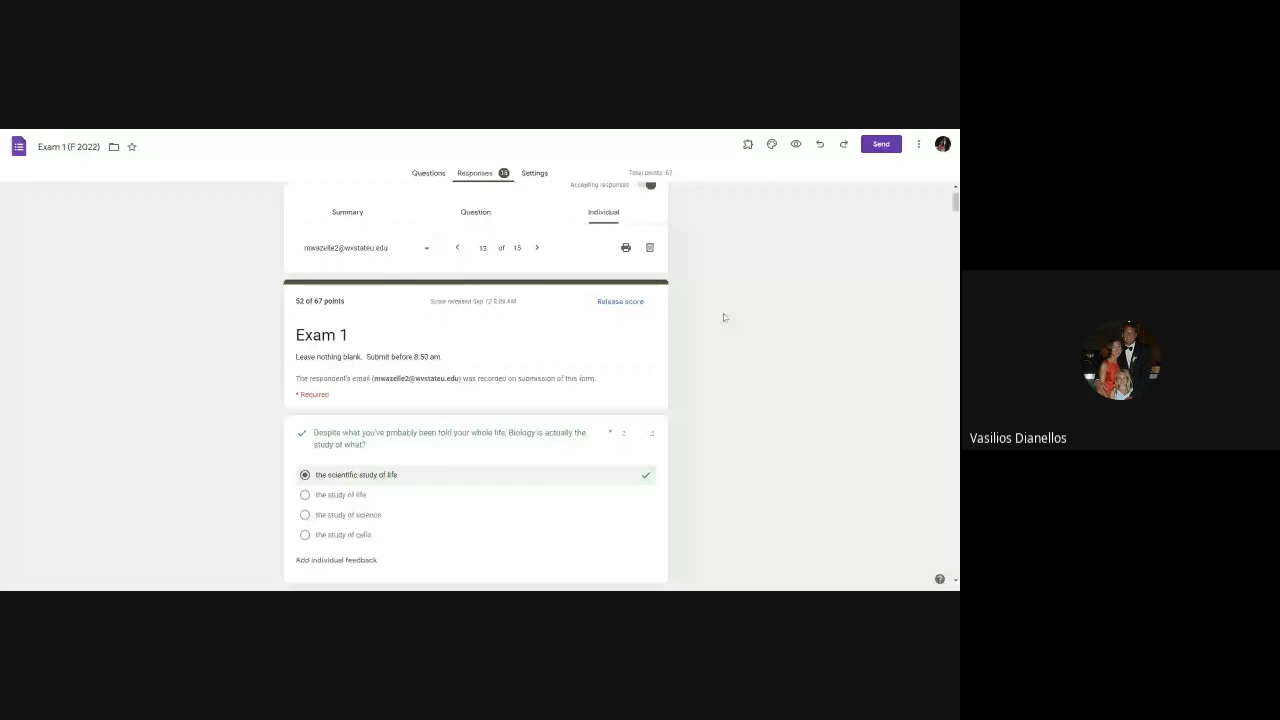 Exam 1 (F 2022)
Send
Questions
Responses
15
Settings
Total points: 67
Accepting responses
Summary
Question
Individual
mwazelle2@wvstateu.edu
13 of 15
52 of 67 points
Score released Sep 12 8:09 AM
Release score
Exam 1
Leave nothing blank. Submit before 8:50 am.
The respondent's email (mwazelle2@wvstateu.edu) was recorded on submission of this form.
* Required
Despite what you've probably been told your whole life, Biology is actually the * 2 2
study of what?
the scientific study of life
the study of life
the study of science
the study of cells
Add individual feedback
Vasilios Dianellos